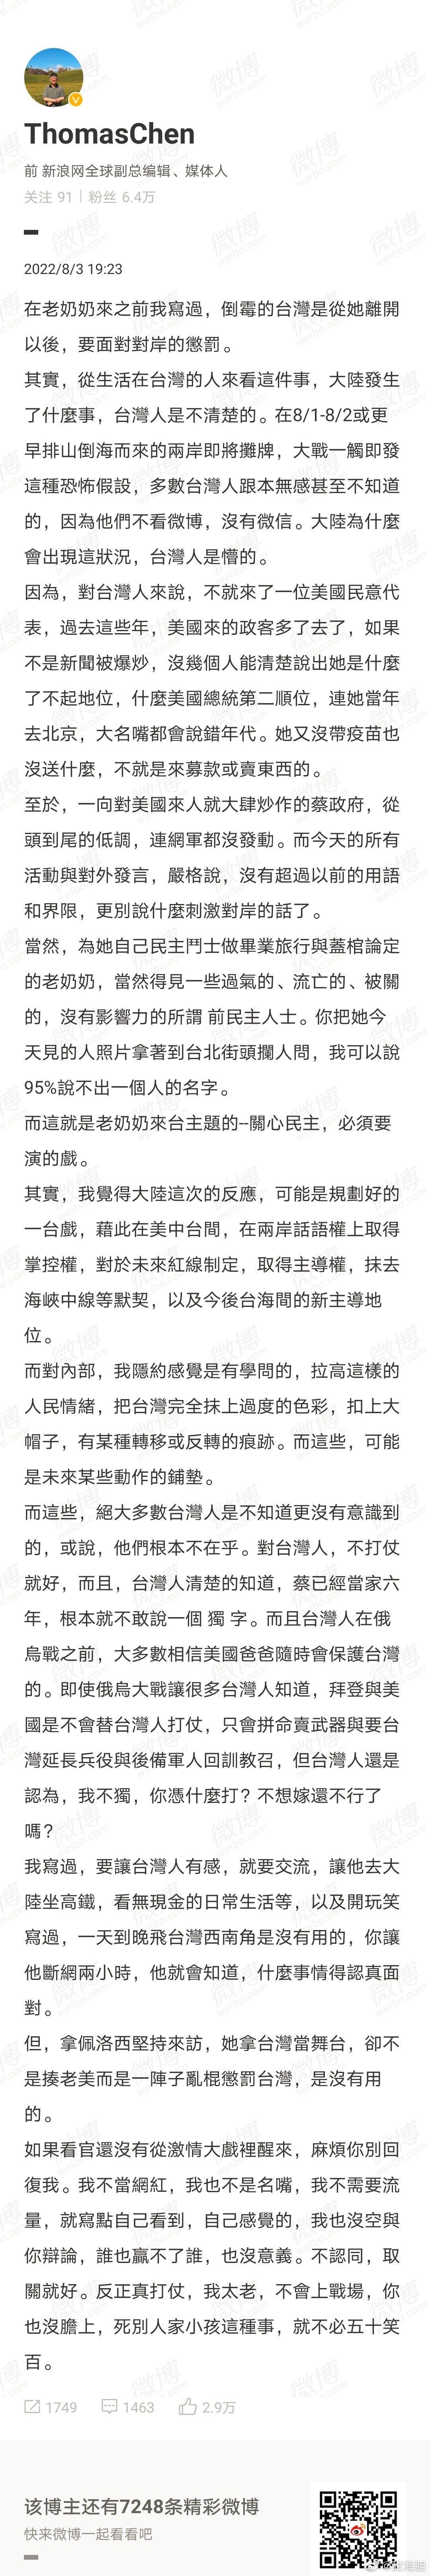 ThomasChen
前 新浪网全球副总编辑、媒体人
关注 91 | 粉丝 6.4万
2022/8/3 19:23
在老奶奶來之前我寫過，倒霉的台灣是從她離開
以後，要面對對岸的懲罰。
其實，從生活在台灣的人來看這件事，大陸發生
了什麼事，台灣人是不清楚的。在8/1-8/2或更
早排山倒海而來的兩岸即將攤牌，大戰一觸即發
這種恐怖假設，多數台灣人跟本無感甚至不知道
的，因為他們不看微博，沒有微信。大陸為什麼
會出現這狀況，台灣人是懵的。
因為，對台灣人來說，不就來了一位美國民意代
表，過去這些年，美國來的政客多了去了，如果
不是新聞被爆炒，沒幾個人能清楚說出她是什麼
了不起地位，什麼美國總統第二順位，連她當年
去北京，大名嘴都會說錯年代。她又沒帶疫苗也
沒送什麼，不就是來募款或賣東西的。
至於，一向對美國來人就大肆炒作的蔡政府，從
頭到尾的低調，連網軍都沒發動。而今天的所有
活動與對外發言，嚴格說，沒有超過以前的用語
和界限，更別說什麼刺激對岸的話了。
當然，為她自己民主鬥士做畢業旅行與蓋棺論定
的老奶奶，當然得見一些過氣的、流亡的、被關
的，沒有影響力的所謂 前民主人士。你把她今
天見的人照片拿著到台北街頭攔人問，我可以說
95%說不出一個人的名字。
而這就是老奶奶來台主題的--關心民主，必須要
演的戲。
其實，我覺得大陸這次的反應，可能是規劃好的
一台戲，藉此在美中台間，在兩岸話語權上取得
掌控權，對於未來紅線制定，取得主導權，抹去
海峽中線等默契，以及今後台海間的新主導地
位。
而對內部，我隱約感覺是有學問的，拉高這樣的
人民情緒，把台灣完全抹上過度的色彩，扣上大
帽子，有某種轉移或反轉的痕跡。而這些，可能
是未來某些動作的鋪墊。
而這些，絕大多數台灣人是不知道更沒有意識到
的，或說，他們根本不在乎。對台灣人，不打仗
就好，而且，台灣人清楚的知道，蔡已經當家六
年，根本就不敢說一個 獨 字。而且台灣人在俄
烏戰之前，大多數相信美國爸爸隨時會保護台灣
的。即使俄烏大戰讓很多台灣人知道，拜登與美
國是不會替台灣人打仗，只會拼命賣武器與要台
灣延長兵役與後備軍人回訓教召，但台灣人還是
認為，我不獨，你憑什麼打？不想嫁還不行了
嗎？
我寫過，要讓台灣人有感，就要交流，讓他去大
陸坐高鐵，看無現金的日常生活等，以及開玩笑
寫過，一天到晚飛台灣西南角是沒有用的，你讓
他斷網兩小時，他就會知道，什麼事情得認真面
對。
但，拿佩洛西堅持來訪，她拿台灣當舞台，卻不
是揍老美而是一陣子亂棍懲罰台灣，是沒有用
的。
如果看官還沒有從激情大戲裡醒來，麻煩你別回
復我。我不當網紅，我也不是名嘴，我不需要流
量，就寫點自己看到，自己感覺的，我也沒空與
你辯論，誰也贏不了誰，也沒意義。不認同，取
關就好。反正真打仗，我太老，不會上戰場，你
也沒膽上，死別人家小孩這種事，就不必五十笑
百。
1749 1463 2.9万
该博主还有7248条精彩微博
快来微博一起看看吧